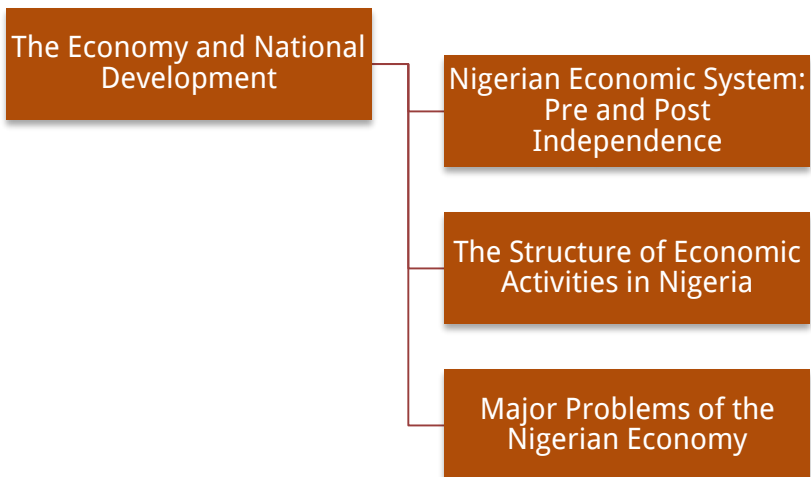 The Economy and National
Development
Nigerian Economic System:
Pre and Post
Independence
The Structure of Economic
Activities in Nigeria
Major Problems of the
Nigerian Economy